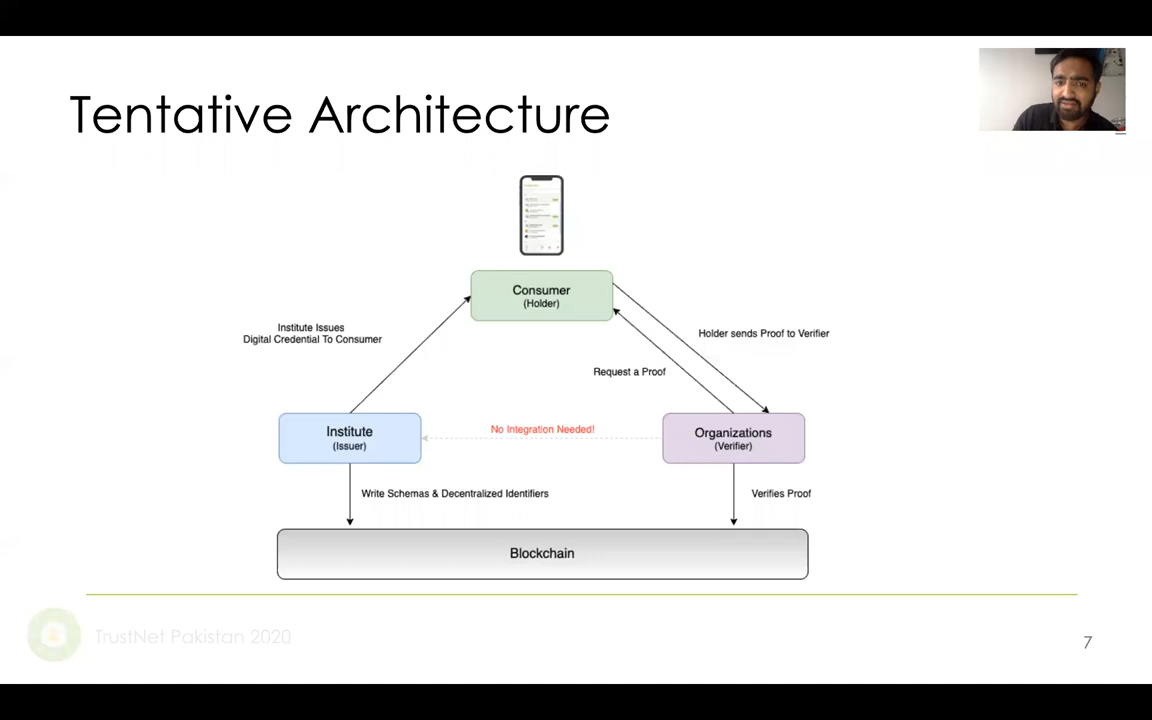 Tentative Architecture
Consumer
(Holder)
Institute Issues
Digital Credential To Consumer
Holder sends Proof to Verifier
Request a Proof
Institute
(Issuer)
No Integration Needed!
Organizations
(Verifier)
Write Schemas & Decentralized Identifiers
Verifies Proof
Blockchain
TrustNet Pakistan 2020
7